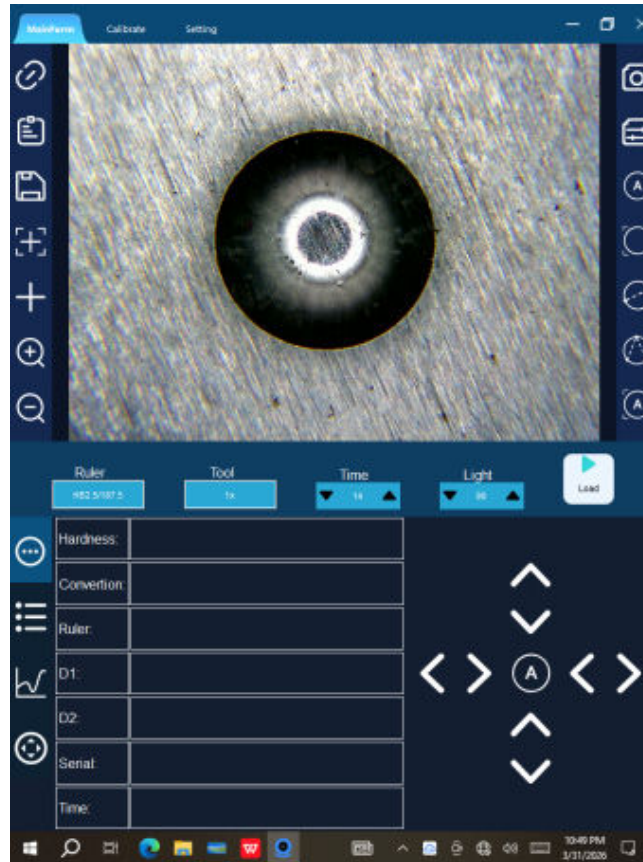 MainForm Calibrate Setting
A
A
Ruler Tool Time Light
HB2.5/187.5 1x Load
Hardness:
Convertion:
Ruler:
D1:
A
D2:
Serial:
Time:
10:49 PM
3/31/2026